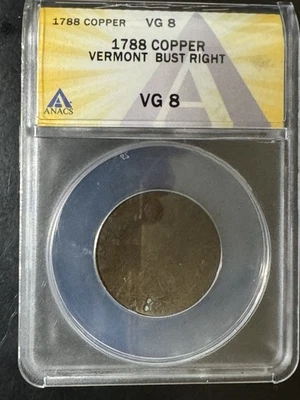 1788 COPPER VG 8
1788 COPPER
VERMONT BUST RIGHT
ANACS
VG 8